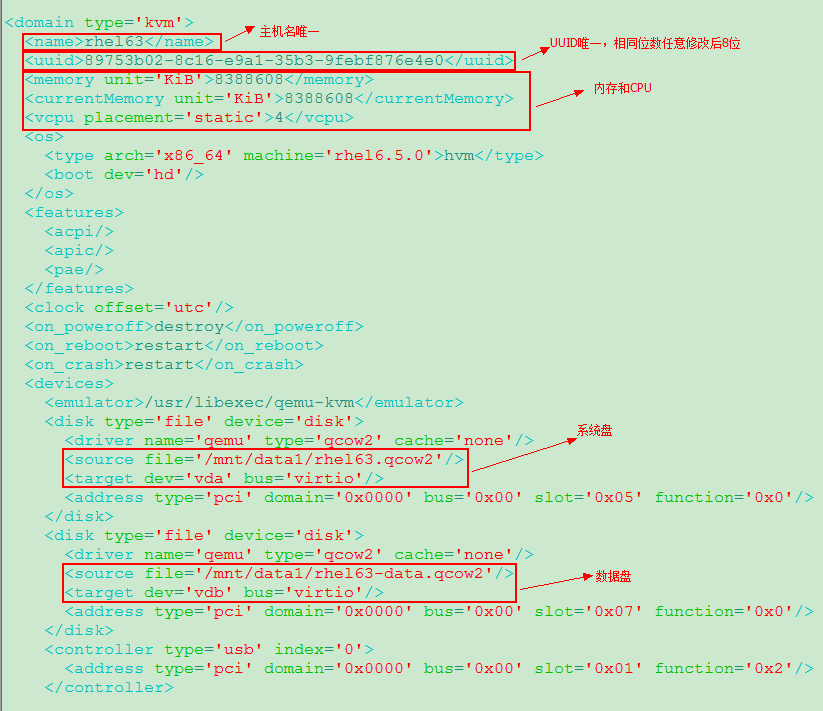 <domain type='kvm'>
<name>rhel63</name>
主机名唯一
<uuid>89753b02-8c16-e9a1-35b3-9febf876e4e0</uuid>
UUID唯一，相同位数任意修改后8位
<memory unit='KiB'>8388608</memory>
<currentMemory unit='KiB'>8388608</currentMemory>
内存和CPU
<vcpu placement='static'>4</vcpu>
<os>
<type arch='x86_64' machine='rhel6.5.0'>hvm</type>
<boot dev='hd'/>
</os>
<features>
<acpi/>
<apic/>
<pae/>
</features>
<clock offset='utc'/>
<on_poweroff>destroy</on_poweroff>
<on_reboot>restart</on_reboot>
<on_crash>restart</on_crash>
<devices>
<emulator>/usr/libexec/qemu-kvm</emulator>
<disk type='file' device='disk'>
<driver name='qemu' type='qcow2' cache='none'/>
系统盘
<source file='/mnt/data1/rhel63.qcow2'/>
<target dev='vda' bus='virtio'/>
<address type='pci' domain='0x0000' bus='0x00' slot='0x05' function='0x0'/>
</disk>
<disk type='file' device='disk'>
<driver name='qemu' type='qcow2' cache='none'/>
<source file='/mnt/data1/rhel63-data.qcow2'/>
数据盘
<target dev='vdb' bus='virtio'/>
<address type='pci' domain='0x0000' bus='0x00' slot='0x07' function='0x0'/>
</disk>
<controller type='usb' index='0'>
<address type='pci' domain='0x0000' bus='0x00' slot='0x01' function='0x2'/>
</controller>